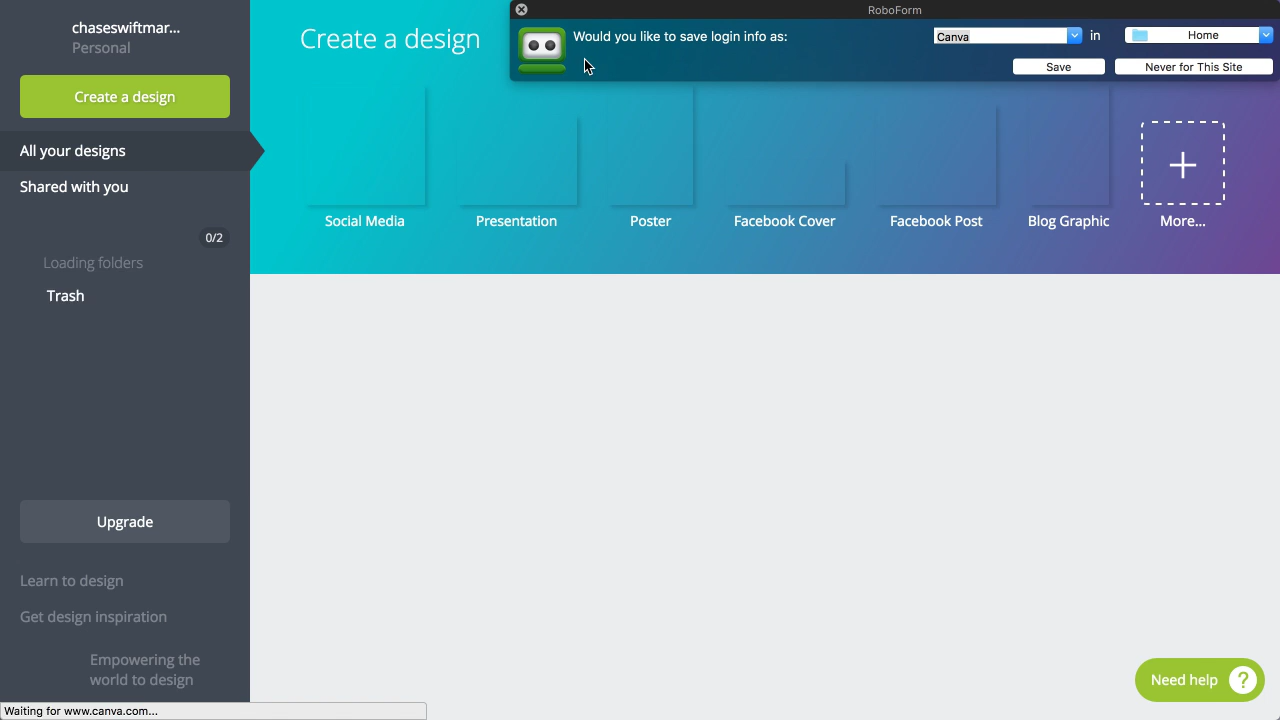 chaseswiftmar...
Personal
Create a design
All your designs
Shared with you
0/2
Loading folders
Trash
Upgrade
Learn to design
Get design inspiration
Empowering the
world to design
Waiting for www.canva.com...
Create a design
RoboForm
Would you like to save login info as:
Canva
in
Home
Save
Never for This Site
Social Media
Presentation
Poster
Facebook Cover
Facebook Post
Blog Graphic
More...
Need help ?